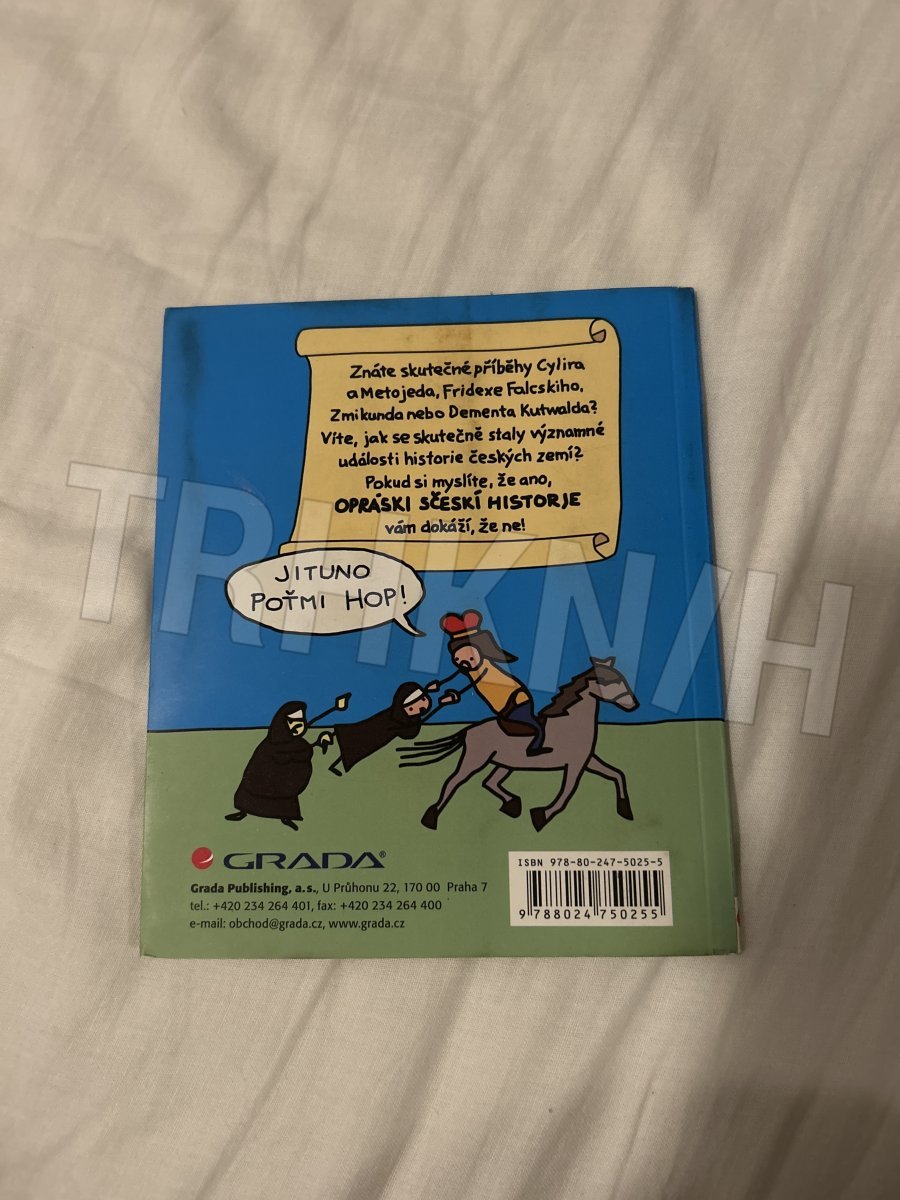 Znáte skutečné příběhy Cylira
a Metojeda, Fridexe Falcskiho,
Zmikunda nebo Dementa Kutwalda?
Víte, jak se skutečně staly významné
události historie českých zemí?
Pokud si myslíte, že ano,
OPRÁSKI SČESKÍ HISTORJE
vám dokáží, že ne!
JITUNO
POŤMI HOP!
TRHKN/H
GRADA®
Grada Publishing, a.s., U Průhonu 22, 170 00 Praha 7
tel.: +420 234 264 401, fax: +420 234 264 400
e-mail: obchod@grada.cz, www.grada.cz
ISBN 978-80-247-5025-5
9 788024 750255